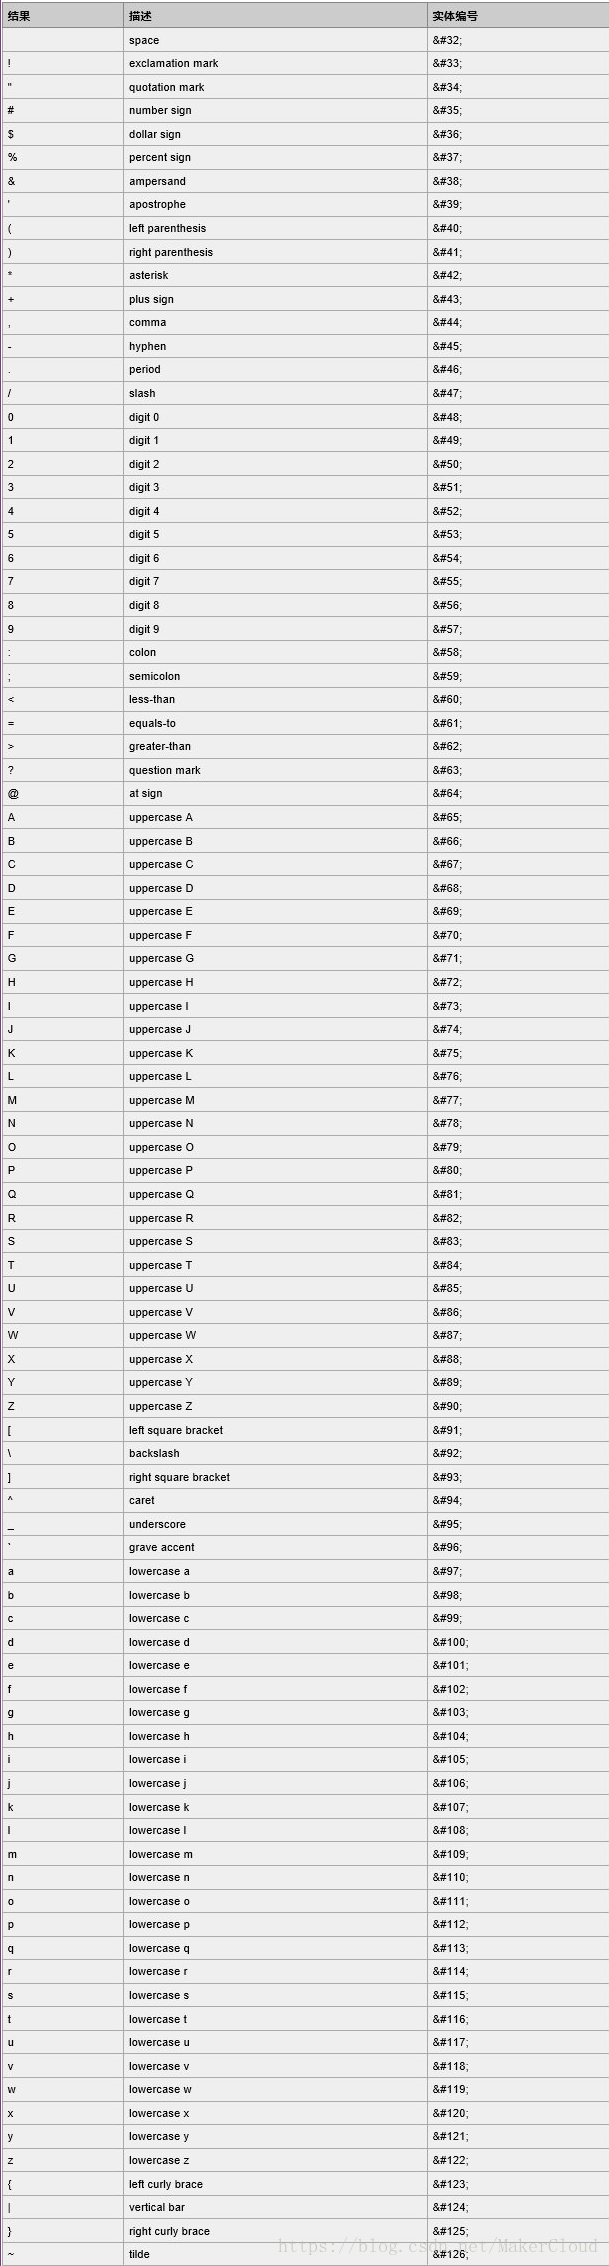 结果 描述 实体编号
space &#32;
! exclamation mark &#33;
" quotation mark &#34;
# number sign &#35;
$ dollar sign &#36;
% percent sign &#37;
& ampersand &#38;
' apostrophe &#39;
( left parenthesis &#40;
) right parenthesis &#41;
* asterisk &#42;
+ plus sign &#43;
, comma &#44;
- hyphen &#45;
. period &#46;
/ slash &#47;
0 digit 0 &#48;
1 digit 1 &#49;
2 digit 2 &#50;
3 digit 3 &#51;
4 digit 4 &#52;
5 digit 5 &#53;
6 digit 6 &#54;
7 digit 7 &#55;
8 digit 8 &#56;
9 digit 9 &#57;
: colon &#58;
; semicolon &#59;
< less-than &#60;
= equals-to &#61;
> greater-than &#62;
? question mark &#63;
@ at sign &#64;
A uppercase A &#65;
B uppercase B &#66;
C uppercase C &#67;
D uppercase D &#68;
E uppercase E &#69;
F uppercase F &#70;
G uppercase G &#71;
H uppercase H &#72;
I uppercase I &#73;
J uppercase J &#74;
K uppercase K &#75;
L uppercase L &#76;
M uppercase M &#77;
N uppercase N &#78;
O uppercase O &#79;
P uppercase P &#80;
Q uppercase Q &#81;
R uppercase R &#82;
S uppercase S &#83;
T uppercase T &#84;
U uppercase U &#85;
V uppercase V &#86;
W uppercase W &#87;
X uppercase X &#88;
Y uppercase Y &#89;
Z uppercase Z &#90;
[ left square bracket &#91;
\ backslash &#92;
] right square bracket &#93;
^ caret &#94;
_ underscore &#95;
` grave accent &#96;
a lowercase a &#97;
b lowercase b &#98;
c lowercase c &#99;
d lowercase d &#100;
e lowercase e &#101;
f lowercase f &#102;
g lowercase g &#103;
h lowercase h &#104;
i lowercase i &#105;
j lowercase j &#106;
k lowercase k &#107;
l lowercase l &#108;
m lowercase m &#109;
n lowercase n &#110;
o lowercase o &#111;
p lowercase p &#112;
q lowercase q &#113;
r lowercase r &#114;
s lowercase s &#115;
t lowercase t &#116;
u lowercase u &#117;
v lowercase v &#118;
w lowercase w &#119;
x lowercase x &#120;
y lowercase y &#121;
z lowercase z &#122;
{ left curly brace &#123;
| vertical bar &#124;
} right curly brace &#125;
~ tilde &#126;
https://blog.csdn.net/MakerCloud